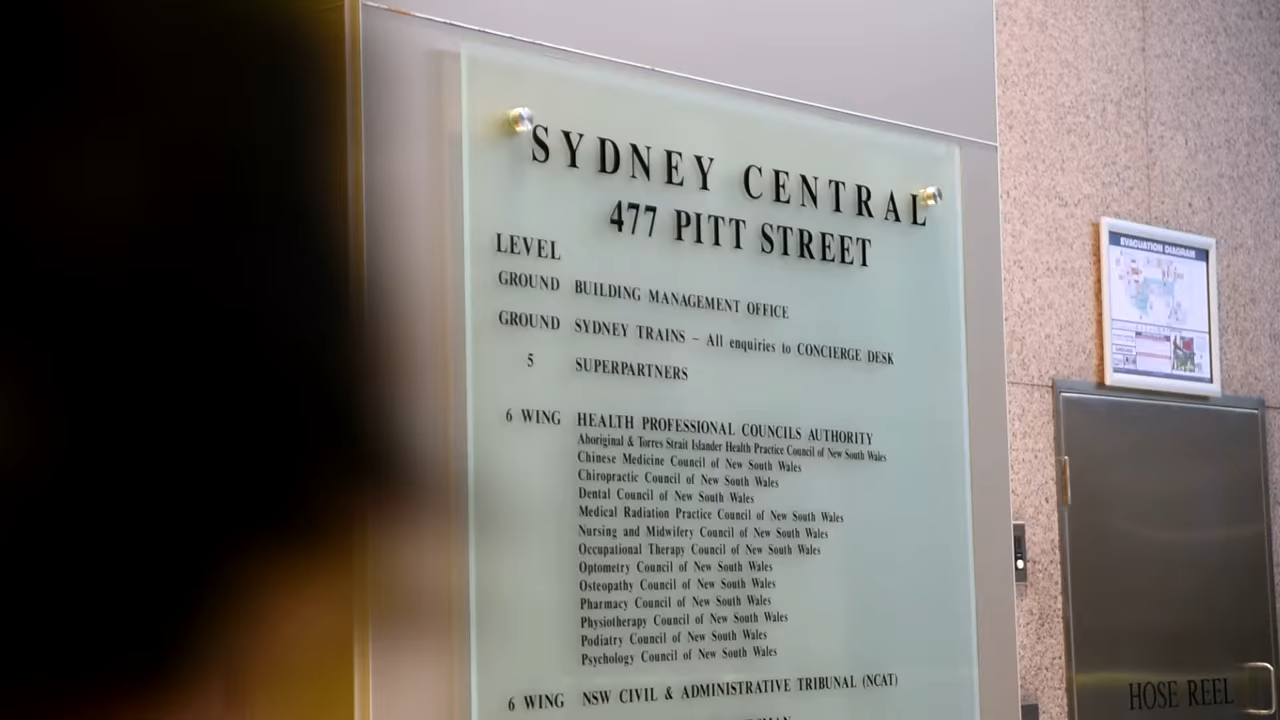 SYDNEY CENTRAL
477 PITT STREET
LEVEL
GROUND BUILDING MANAGEMENT OFFICE
GROUND SYDNEY TRAINS – All enquiries to CONCIERGE DESK
5 SUPERPARTNERS
6 WING HEALTH PROFESSIONAL COUNCILS AUTHORITY
Aboriginal & Torres Strait Islander Health Practice Council of New South Wales
Chinese Medicine Council of New South Wales
Chiropractic Council of New South Wales
Dental Council of New South Wales
Medical Radiation Practice Council of New South Wales
Nursing and Midwifery Council of New South Wales
Occupational Therapy Council of New South Wales
Optometry Council of New South Wales
Osteopathy Council of New South Wales
Pharmacy Council of New South Wales
Physiotherapy Council of New South Wales
Podiatry Council of New South Wales
Psychology Council of New South Wales
6 WING NSW CIVIL & ADMINISTRATIVE TRIBUNAL (NCAT)
EVACUATION DIAGRAM
HOSE REEL